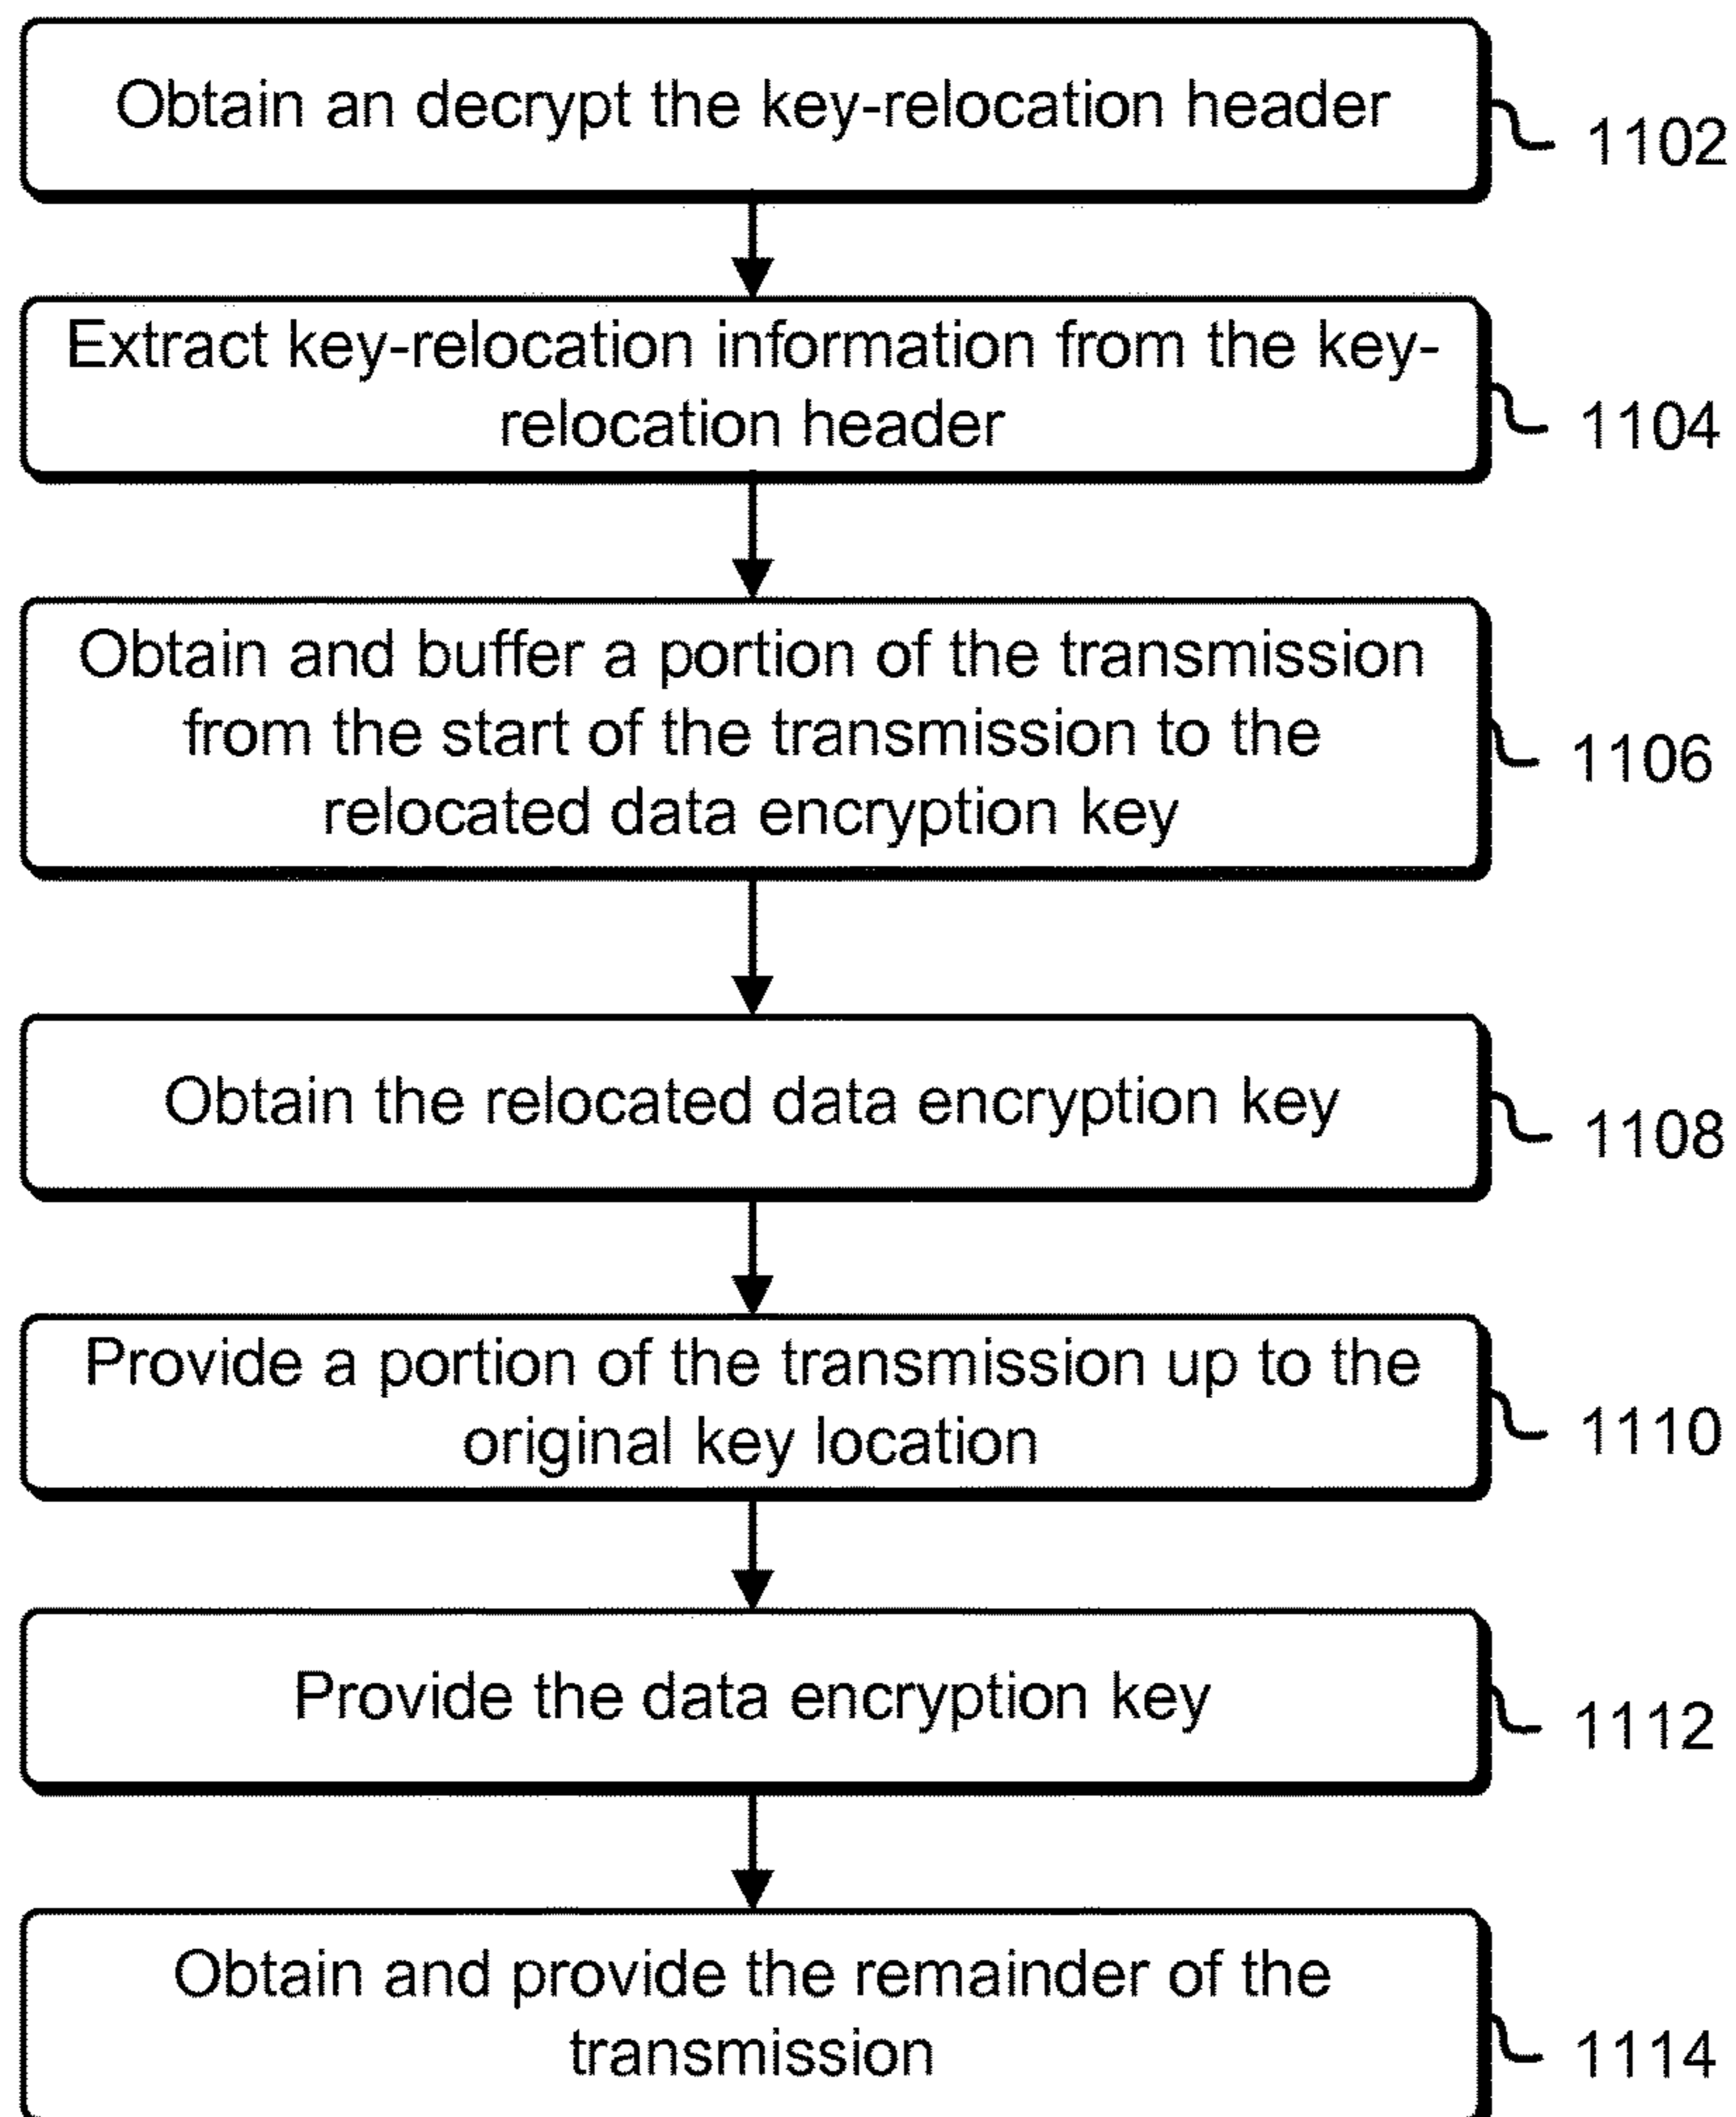 Obtain an decrypt the key-relocation header
1102
Extract key-relocation information from the key-
relocation header
1104
Obtain and buffer a portion of the transmission
from the start of the transmission to the
relocated data encryption key
1106
Obtain the relocated data encryption key
1108
Provide a portion of the transmission up to the
original key location
1110
Provide the data encryption key
1112
Obtain and provide the remainder of the
transmission
1114